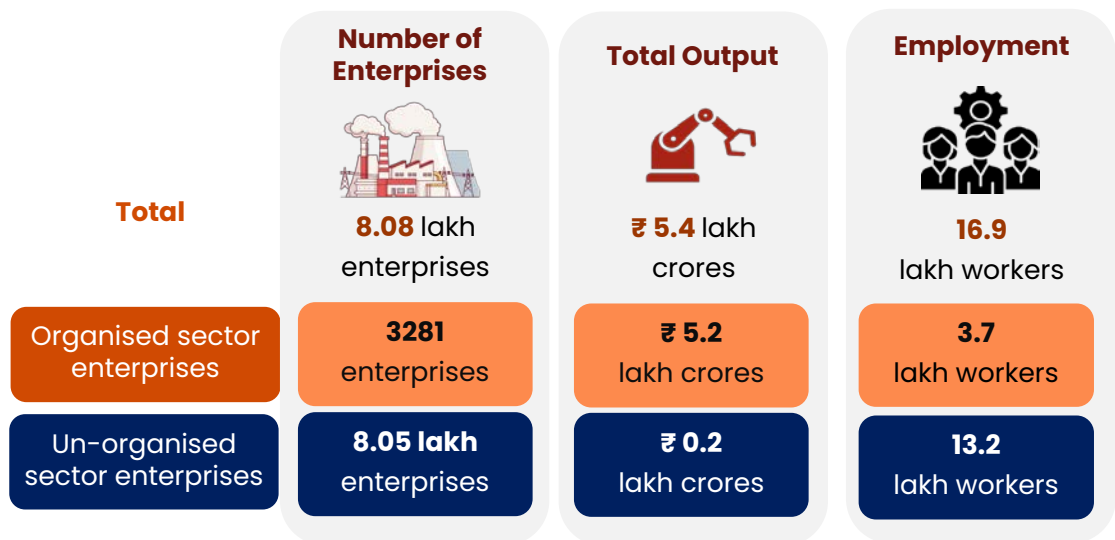 Number of
Enterprises
Total Output
Employment
Total
8.08 lakh
enterprises
₹ 5.4 lakh
crores
16.9
lakh workers
Organised sector
enterprises
3281
enterprises
₹ 5.2
lakh crores
3.7
lakh workers
Un-organised
sector enterprises
8.05 lakh
enterprises
₹ 0.2
lakh crores
13.2
lakh workers